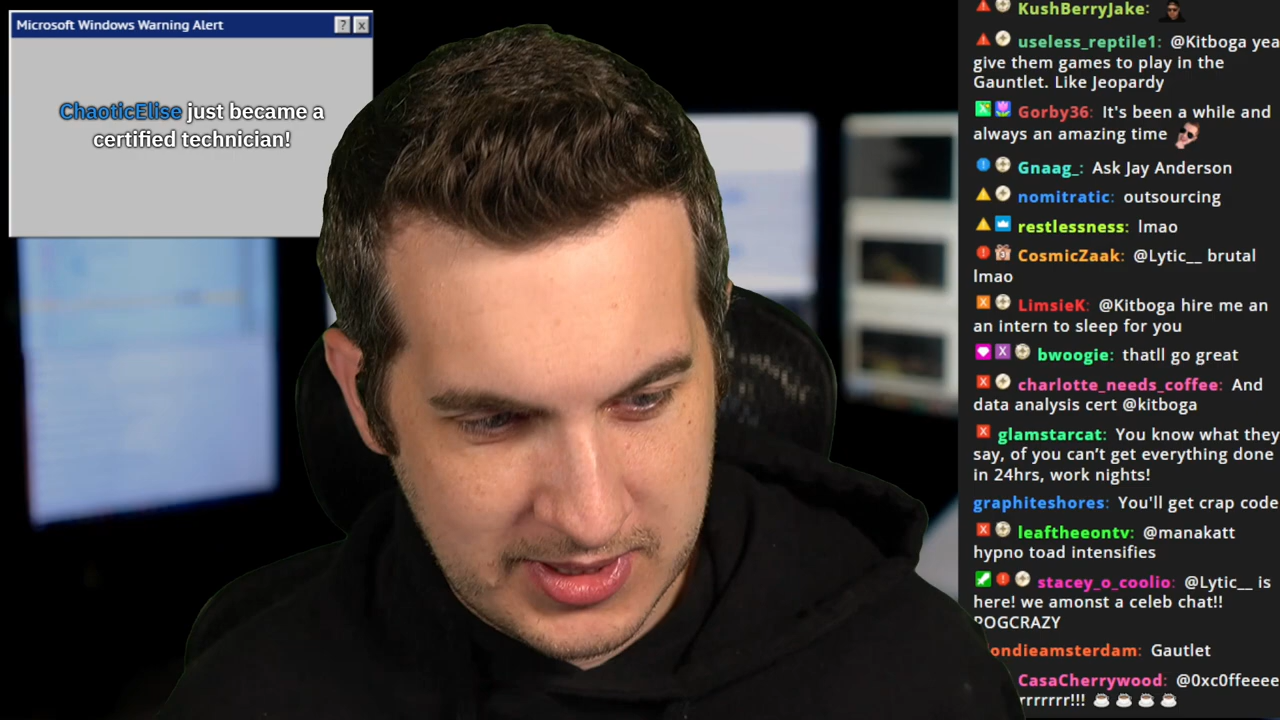 Microsoft Windows Warning Alert
ChaoticElise just became a
certified technician!
KushBerryJake:
useless_reptile1: @Kitboga yea
give them games to play in the
Gauntlet. Like Jeopardy
Gorby36: It's been a while and
always an amazing time
Gnaag_: Ask Jay Anderson
nomitratic: outsourcing
restlessness: lmao
CosmicZaak: @Lytic__ brutal
lmao
LimsieK: @Kitboga hire me an
an intern to sleep for you
bwoogie: thatll go great
charlotte_needs_coffee: And
data analysis cert @kitboga
glamstarcat: You know what they
say, of you can't get everything done
in 24hrs, work nights!
graphiteshores: You'll get crap code
leaftheeontv: @manakatt
hypno toad intensifies
stacey_o_coolio: @Lytic__ is
here! we amonst a celeb chat!!
POGCRAZY
ondieamsterdam: Gautlet
CasaCherrywood: @0xc0ffeeee
rrrrrrr!!!